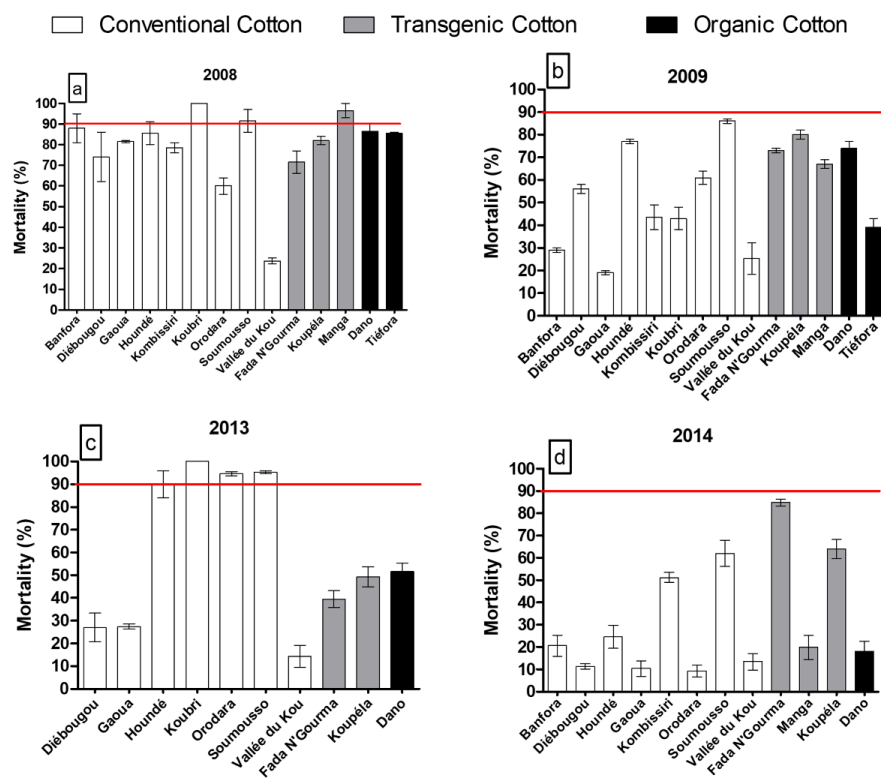 Conventional Cotton Transgenic Cotton Organic Cotton
a
2008
Mortality (%)
100
90
80
70
60
50
40
30
20
10
0
Banfora
Diébougou
Gaoua
Houndé
Kombissiri
Koubri
Orodara
Soumousso
Vallée du Kou
Fada N'Gourma
Koupéla
Manga
Dano
Tiéfora
b
2009
Mortality (%)
100
90
80
70
60
50
40
30
20
10
0
Banfora
Diébougou
Gaoua
Houndé
Kombissiri
Koubri
Orodara
Soumousso
Vallée du Kou
Fada N'Gourma
Koupéla
Manga
Dano
Tiéfora
c
2013
Mortality (%)
100
90
80
70
60
50
40
30
20
10
0
Diébougou
Gaoua
Houndé
Koubri
Orodara
Soumousso
Vallée du Kou
Fada N'Gourma
Koupéla
Dano
d
2014
Mortality (%)
100
90
80
70
60
50
40
30
20
10
0
Banfora
Diébougou
Houndé
Gaoua
Kombissiri
Orodara
Soumousso
Vallée du Kou
Fada N'Gourma
Manga
Koupéla
Dano